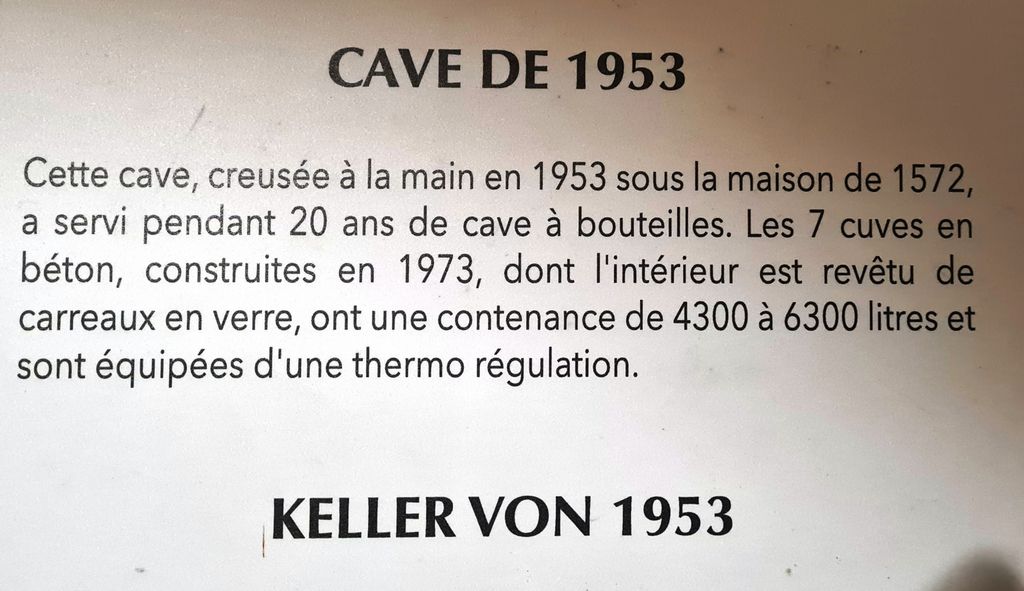 CAVE DE 1953
Cette cave, creusée à la main en 1953 sous la maison de 1572,
a servi pendant 20 ans de cave à bouteilles. Les 7 cuves en
béton, construites en 1973, dont l'intérieur est revêtu de
carreaux en verre, ont une contenance de 4300 à 6300 litres et
sont équipées d'une thermo régulation.
KELLER VON 1953